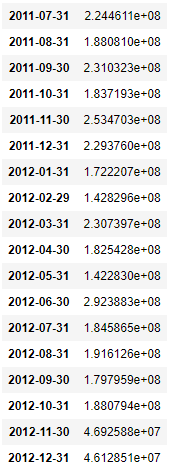 2011-07-31 2.244611e+08
2011-08-31 1.880810e+08
2011-09-30 2.310323e+08
2011-10-31 1.837193e+08
2011-11-30 2.534703e+08
2011-12-31 2.293760e+08
2012-01-31 1.722207e+08
2012-02-29 1.428296e+08
2012-03-31 2.307397e+08
2012-04-30 1.825428e+08
2012-05-31 1.422830e+08
2012-06-30 2.923883e+08
2012-07-31 1.845865e+08
2012-08-31 1.916126e+08
2012-09-30 1.797959e+08
2012-10-31 1.880794e+08
2012-11-30 4.692588e+07
2012-12-31 4.612851e+07